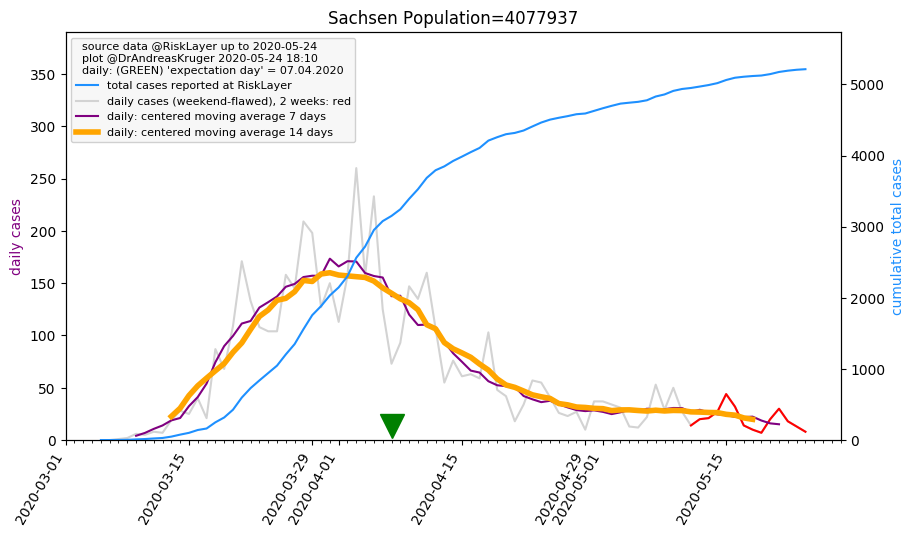 Sachsen Population=4077937
source data @RiskLayer up to 2020-05-24
plot @DrAndreasKruger 2020-05-24 18:10
daily: (GREEN) 'expectation day' = 07.04.2020
total cases reported at RiskLayer
daily cases (weekend-flawed), 2 weeks: red
daily: centered moving average 7 days
daily: centered moving average 14 days
daily cases
350
300
250
200
150
100
50
0
cumulative total cases
5000
4000
3000
2000
1000
0
2020-03-01
2020-03-15
2020-03-29
2020-04-01
2020-04-15
2020-04-29
2020-05-01
2020-05-15